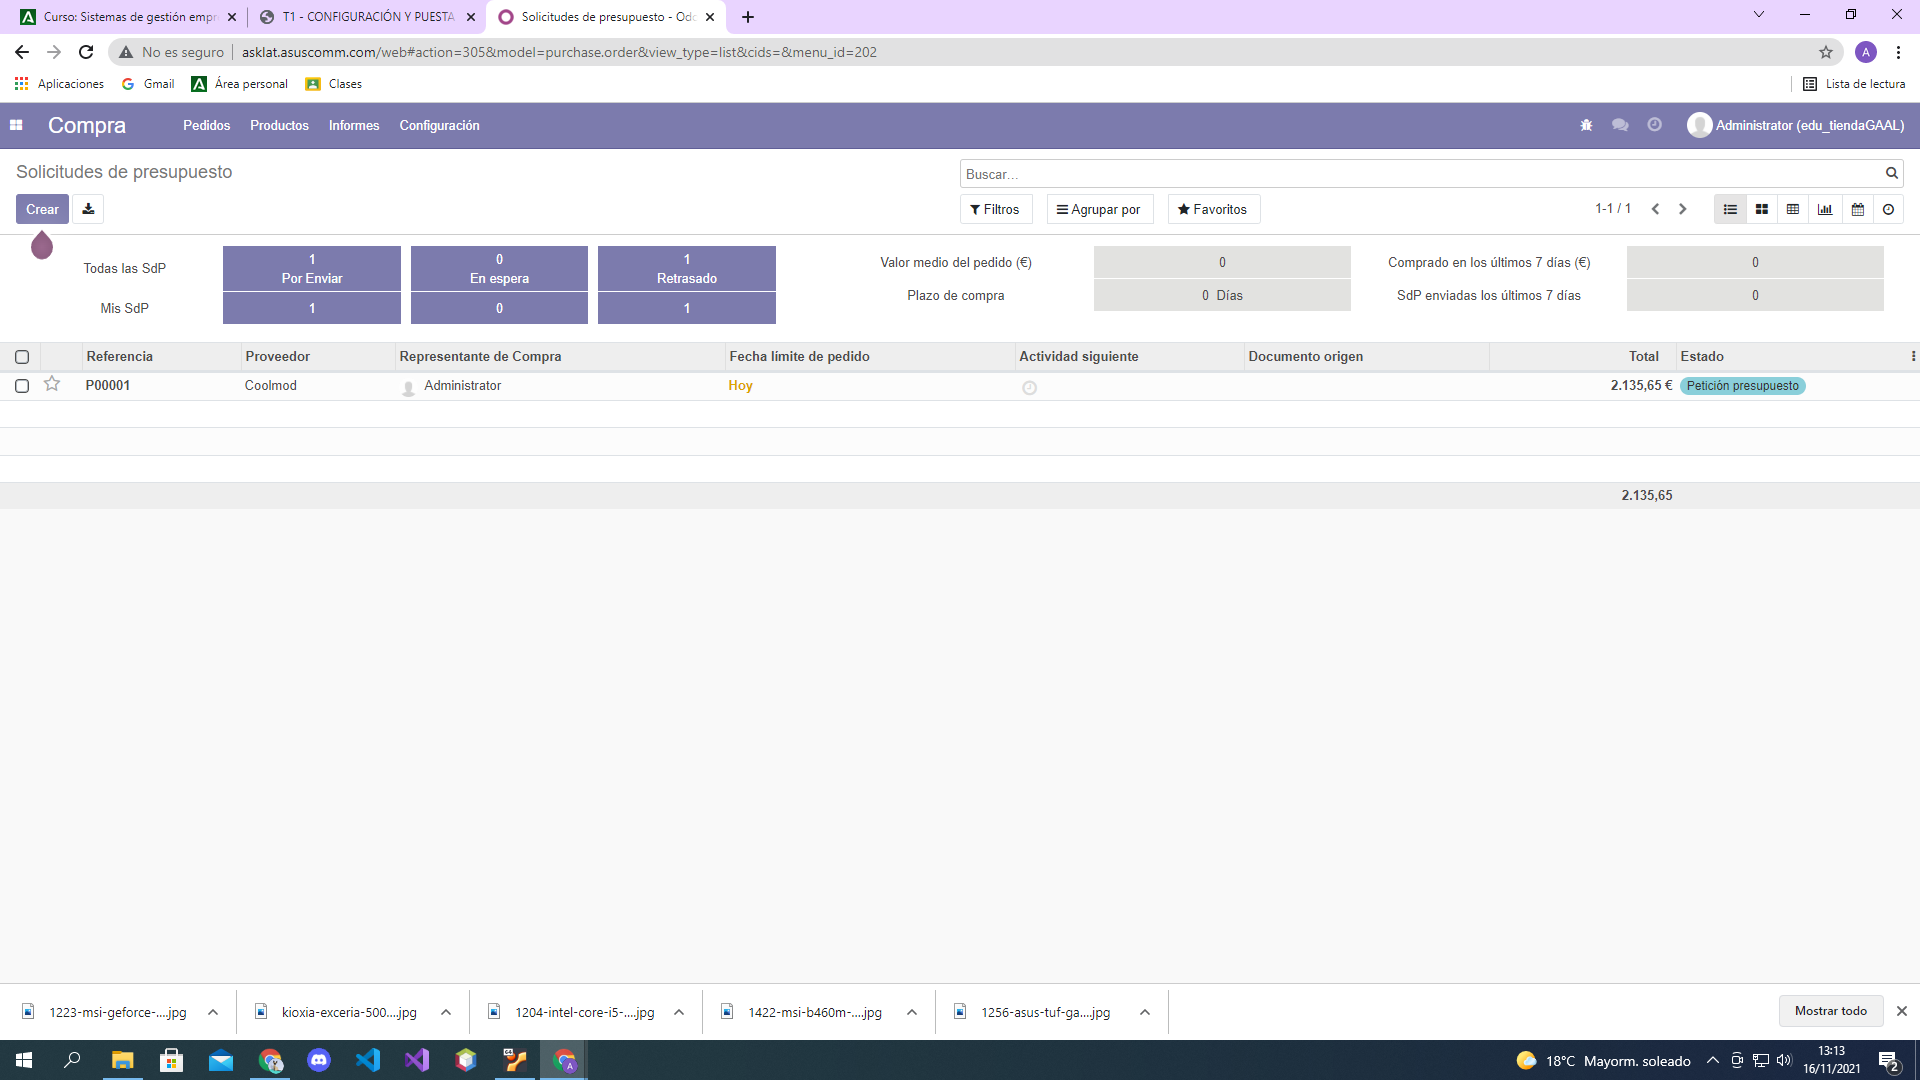 Curso: Sistemas de gestión empr
T1 - CONFIGURACIÓN Y PUESTA
Solicitudes de presupuesto - Odo
No es seguro
asklat.asuscomm.com/web#action=305&model=purchase.order&view_type=list&cids=&menu_id=202
A
Aplicaciones
Gmail
Área personal
Clases
Lista de lectura
Compra
Pedidos
Productos
Informes
Configuración
Administrator (edu_tiendaGAAL)
Solicitudes de presupuesto
Buscar...
Crear
Filtros
Agrupar por
Favoritos
1-1 / 1
Todas las SdP
1
Por Enviar
0
En espera
1
Retrasado
Mis SdP
1
0
1
Valor medio del pedido (€)
0
Plazo de compra
0 Días
Comprado en los últimos 7 días (€)
0
SdP enviadas los últimos 7 días
0
Referencia Proveedor Representante de Compra Fecha límite de pedido Actividad siguiente Documento origen Total Estado
P00001 Coolmod Administrator Hoy 2.135,65 € Petición presupuesto
2.135,65
1223-msi-geforce-....jpg
kioxia-exceria-500....jpg
1204-intel-core-i5-....jpg
1422-msi-b460m-....jpg
1256-asus-tuf-ga....jpg
Mostrar todo
18°C Mayorm. soleado
13:13
16/11/2021
2